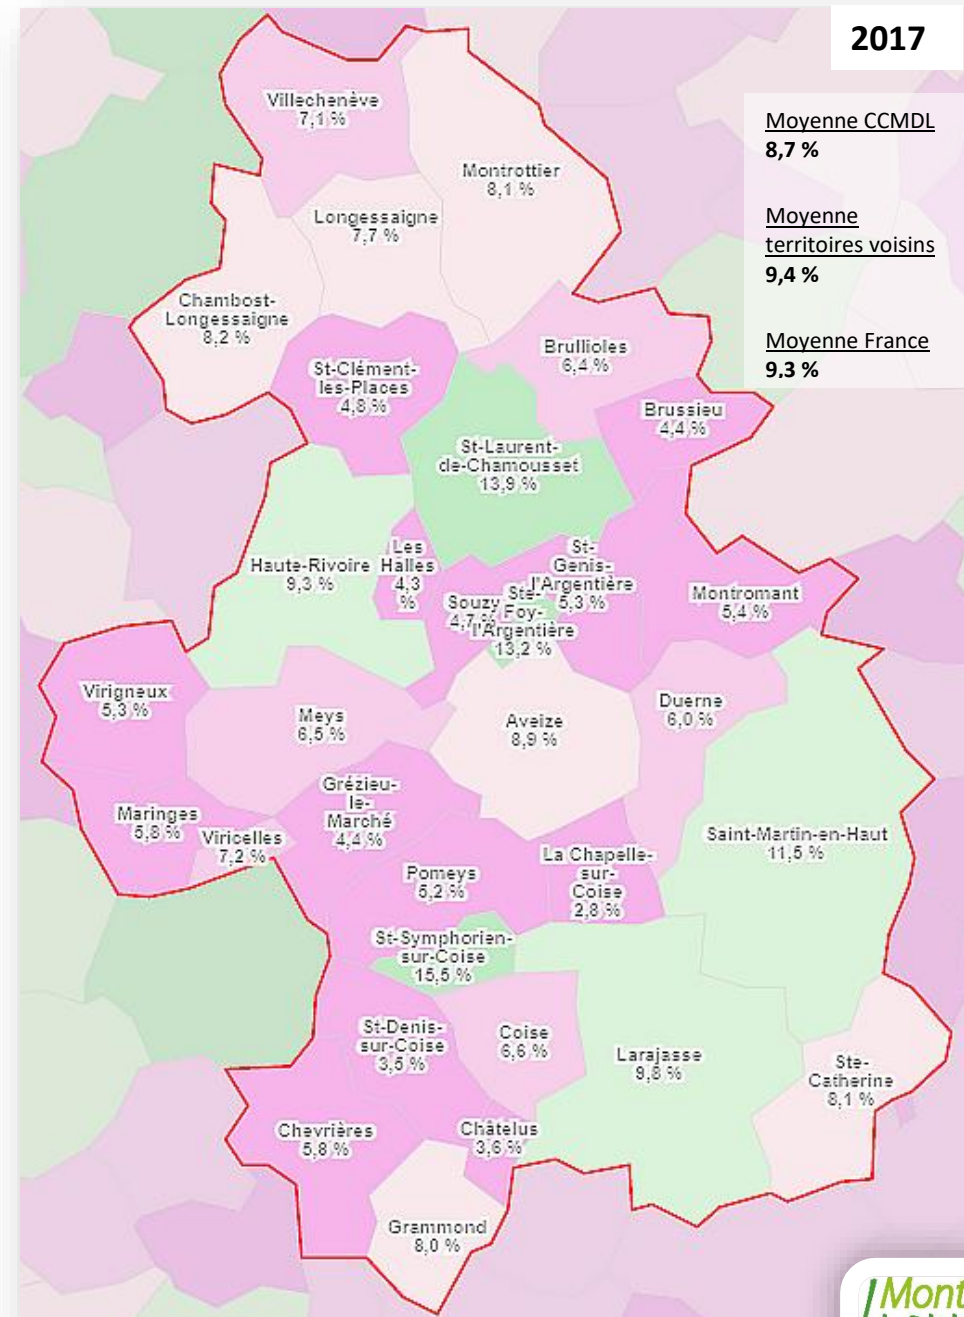 2017
Moyenne CCMDL
8,7 %
Moyenne
territoires voisins
9,4 %
Moyenne France
9,3 %
Villechenève
7,1 %
Montrottier
8,1 %
Longessaigne
7,7 %
Chambost-
Longessaigne
8,2 %
St-Clément-
les-Places
4,8 %
Brullioles
6,4 %
Brussieu
4,4 %
St-Laurent-
de-Chamousset
13,9 %
Haute-Rivoire
9,3 %
Les
Halles
4,3
%
Souzy
4,7 %
St-
Genis-
l'Argentière
5,3 %
Ste-
Foy-
l'Argentière
13,2 %
Montromant
5,4 %
Virigneux
5,3 %
Meys
6,5 %
Aveize
8,9 %
Duerne
6,0 %
Maringes
5,8 %
Viricelles
7,2 %
Grézieu-
le-
Marché
4,4 %
Pomeys
5,2 %
La Chapelle-
sur-
Coise
2,8 %
Saint-Martin-en-Haut
11,5 %
St-Symphorien-
sur-Coise
15,5 %
St-Denis-
sur-Coise
3,5 %
Coise
6,6 %
Larajasse
9,8 %
Ste-
Catherine
8,1 %
Chevrières
5,8 %
Châtelus
3,6 %
Grammond
8,0 %
Mont